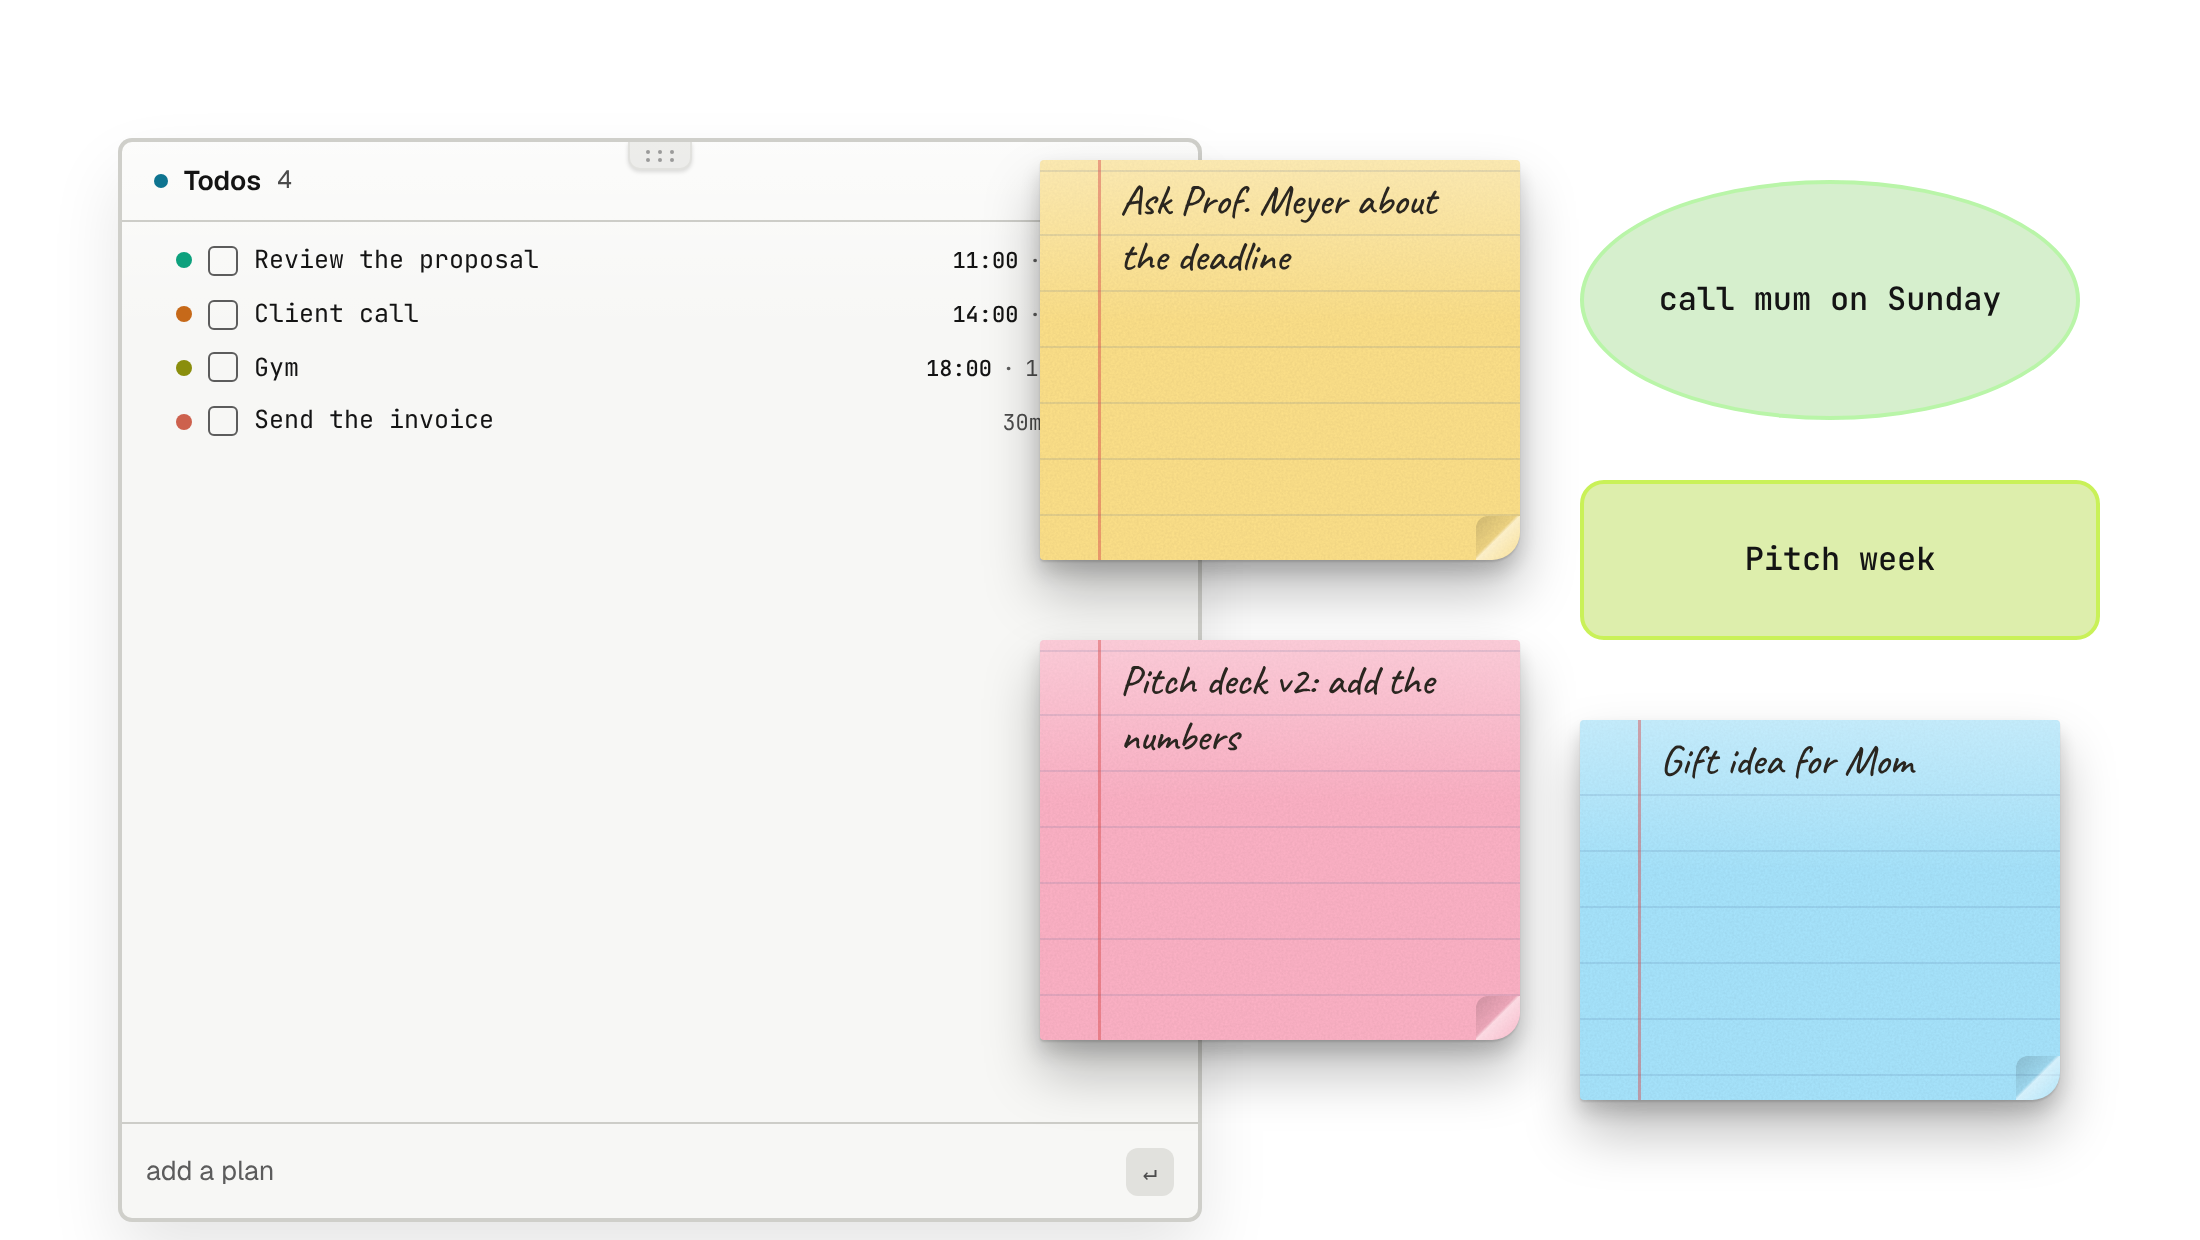 Todos 4
Review the proposal 11:00 ·
Client call 14:00 ·
Gym 18:00 · 1
Send the invoice 30m
add a plan
Ask Prof. Meyer about
the deadline
Pitch deck v2: add the
numbers
call mum on Sunday
Pitch week
Gift idea for Mom